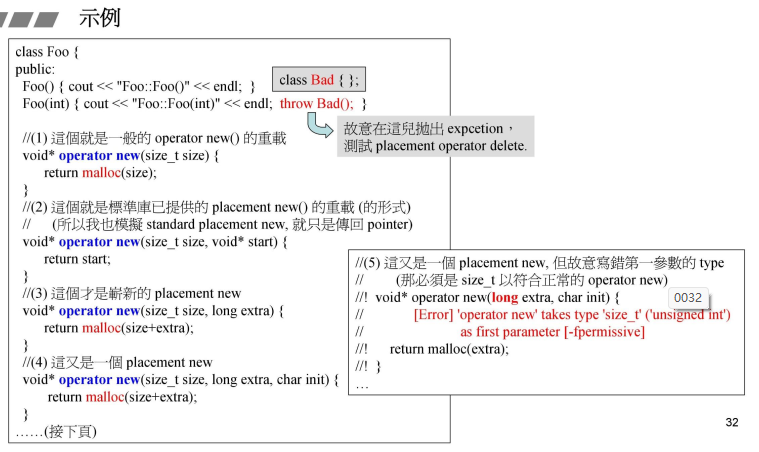 示例
class Foo {
public:
Foo() { cout << "Foo::Foo()" << endl; }
class Bad { };
Foo(int) { cout << "Foo::Foo(int)" << endl; throw Bad(); }
故意在這兒拋出 expcetion，
測試 placement operator delete.
//(1) 這個就是一般的 operator new() 的重載
void* operator new(size_t size) {
return malloc(size);
}
//(2) 這個就是標準庫已提供的 placement new() 的重載 (的形式)
// (所以我也模擬 standard placement new, 就只是傳回 pointer)
void* operator new(size_t size, void* start) {
return start;
}
//(3) 這個才是嶄新的 placement new
void* operator new(size_t size, long extra) {
return malloc(size+extra);
}
//(4) 這又是一個 placement new
void* operator new(size_t size, long extra, char init) {
return malloc(size+extra);
}
……(接下頁)
//(5) 這又是一個 placement new, 但故意寫錯第一參數的 type
// (那必須是 size_t 以符合正常的 operator new)
//! void* operator new(long extra, char init) {
0032
// [Error] 'operator new' takes type 'size_t' ('unsigned int')
// as first parameter [-fpermissive]
//! return malloc(extra);
//! }
…
32